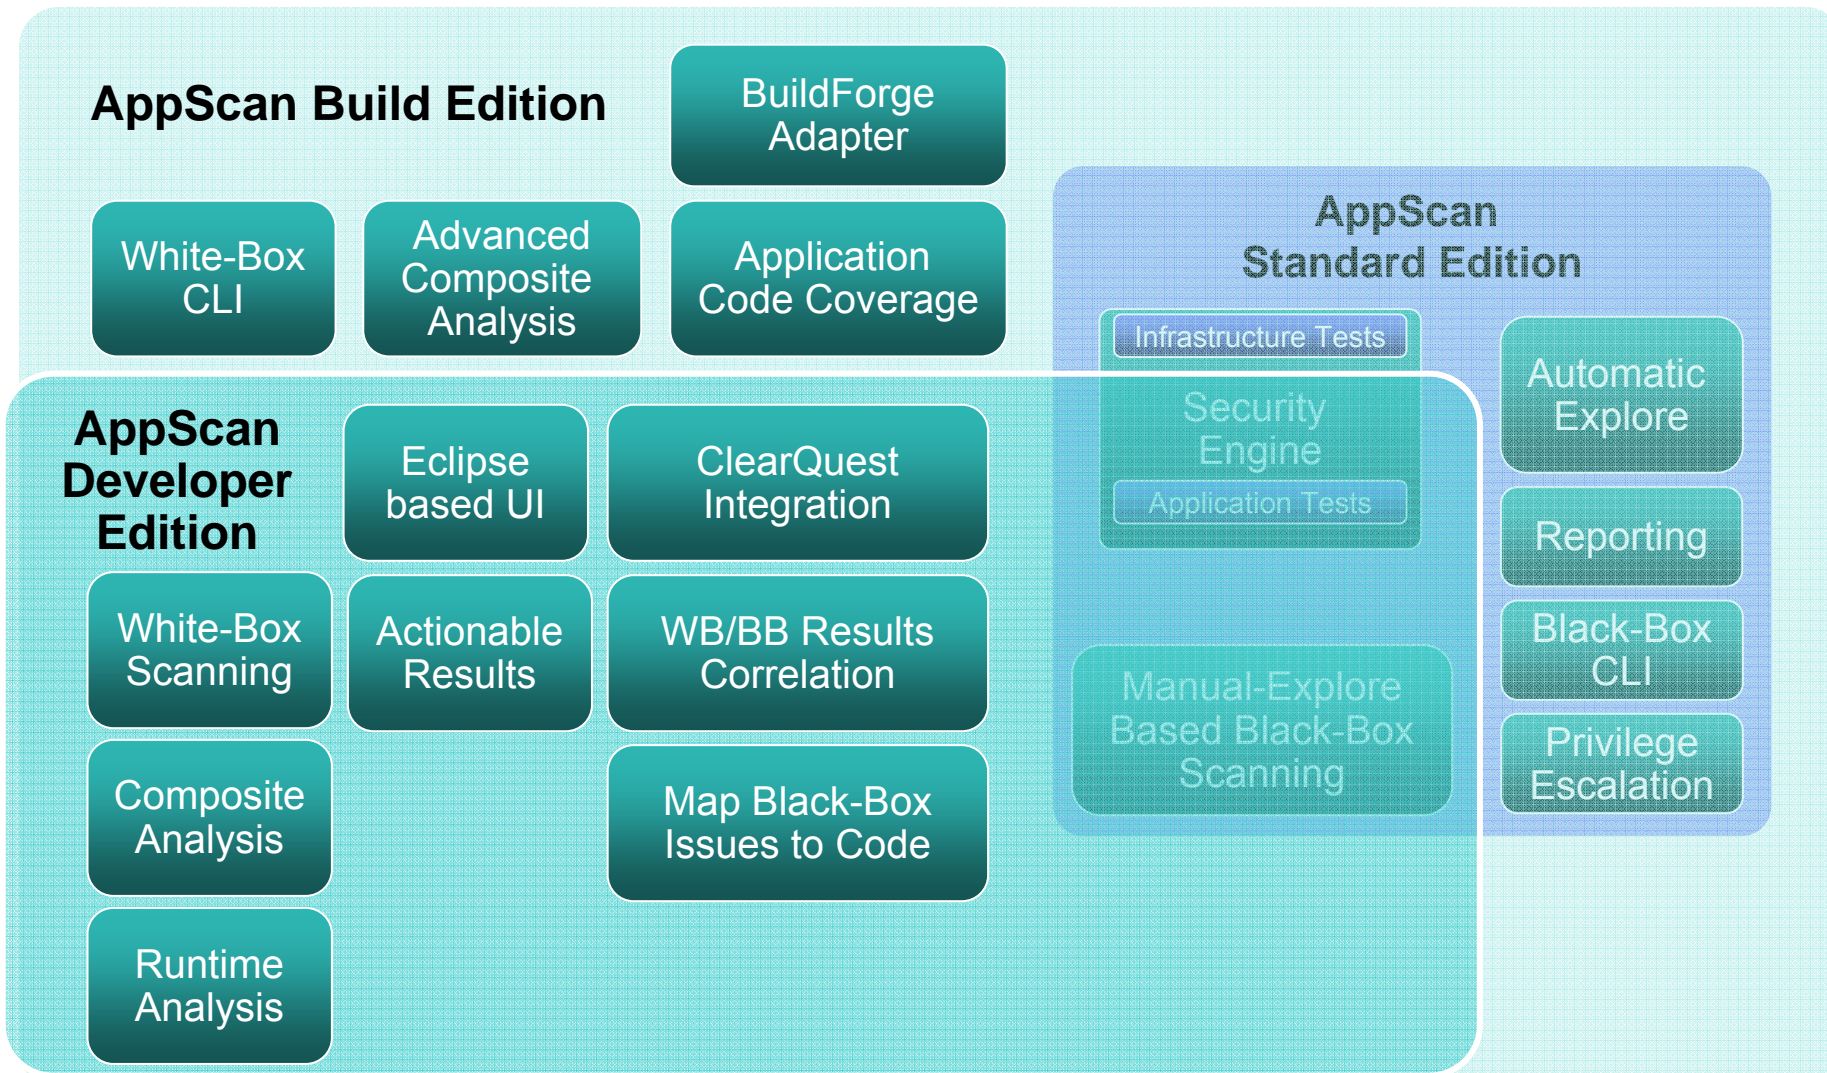 AppScan Build Edition
BuildForge
Adapter
White-Box
CLI
Advanced
Composite
Analysis
Application
Code Coverage
AppScan
Standard Edition
Infrastructure Tests
Security
Engine
Application Tests
Automatic
Explore
Reporting
Black-Box
CLI
Privilege
Escalation
Manual-Explore
Based Black-Box
Scanning
AppScan
Developer
Edition
Eclipse
based UI
ClearQuest
Integration
White-Box
Scanning
Actionable
Results
WB/BB Results
Correlation
Composite
Analysis
Map Black-Box
Issues to Code
Runtime
Analysis